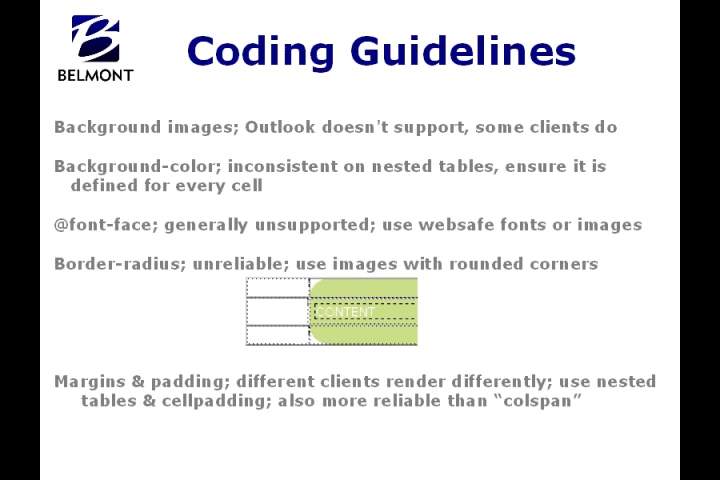 BELMONT
Coding Guidelines
Background images; Outlook doesn't support, some clients do
Background-color; inconsistent on nested tables, ensure it is
defined for every cell
@font-face; generally unsupported; use websafe fonts or images
Border-radius; unreliable; use images with rounded corners
CONTENT
Margins & padding; different clients render differently; use nested
tables & cellpadding; also more reliable than “colspan”